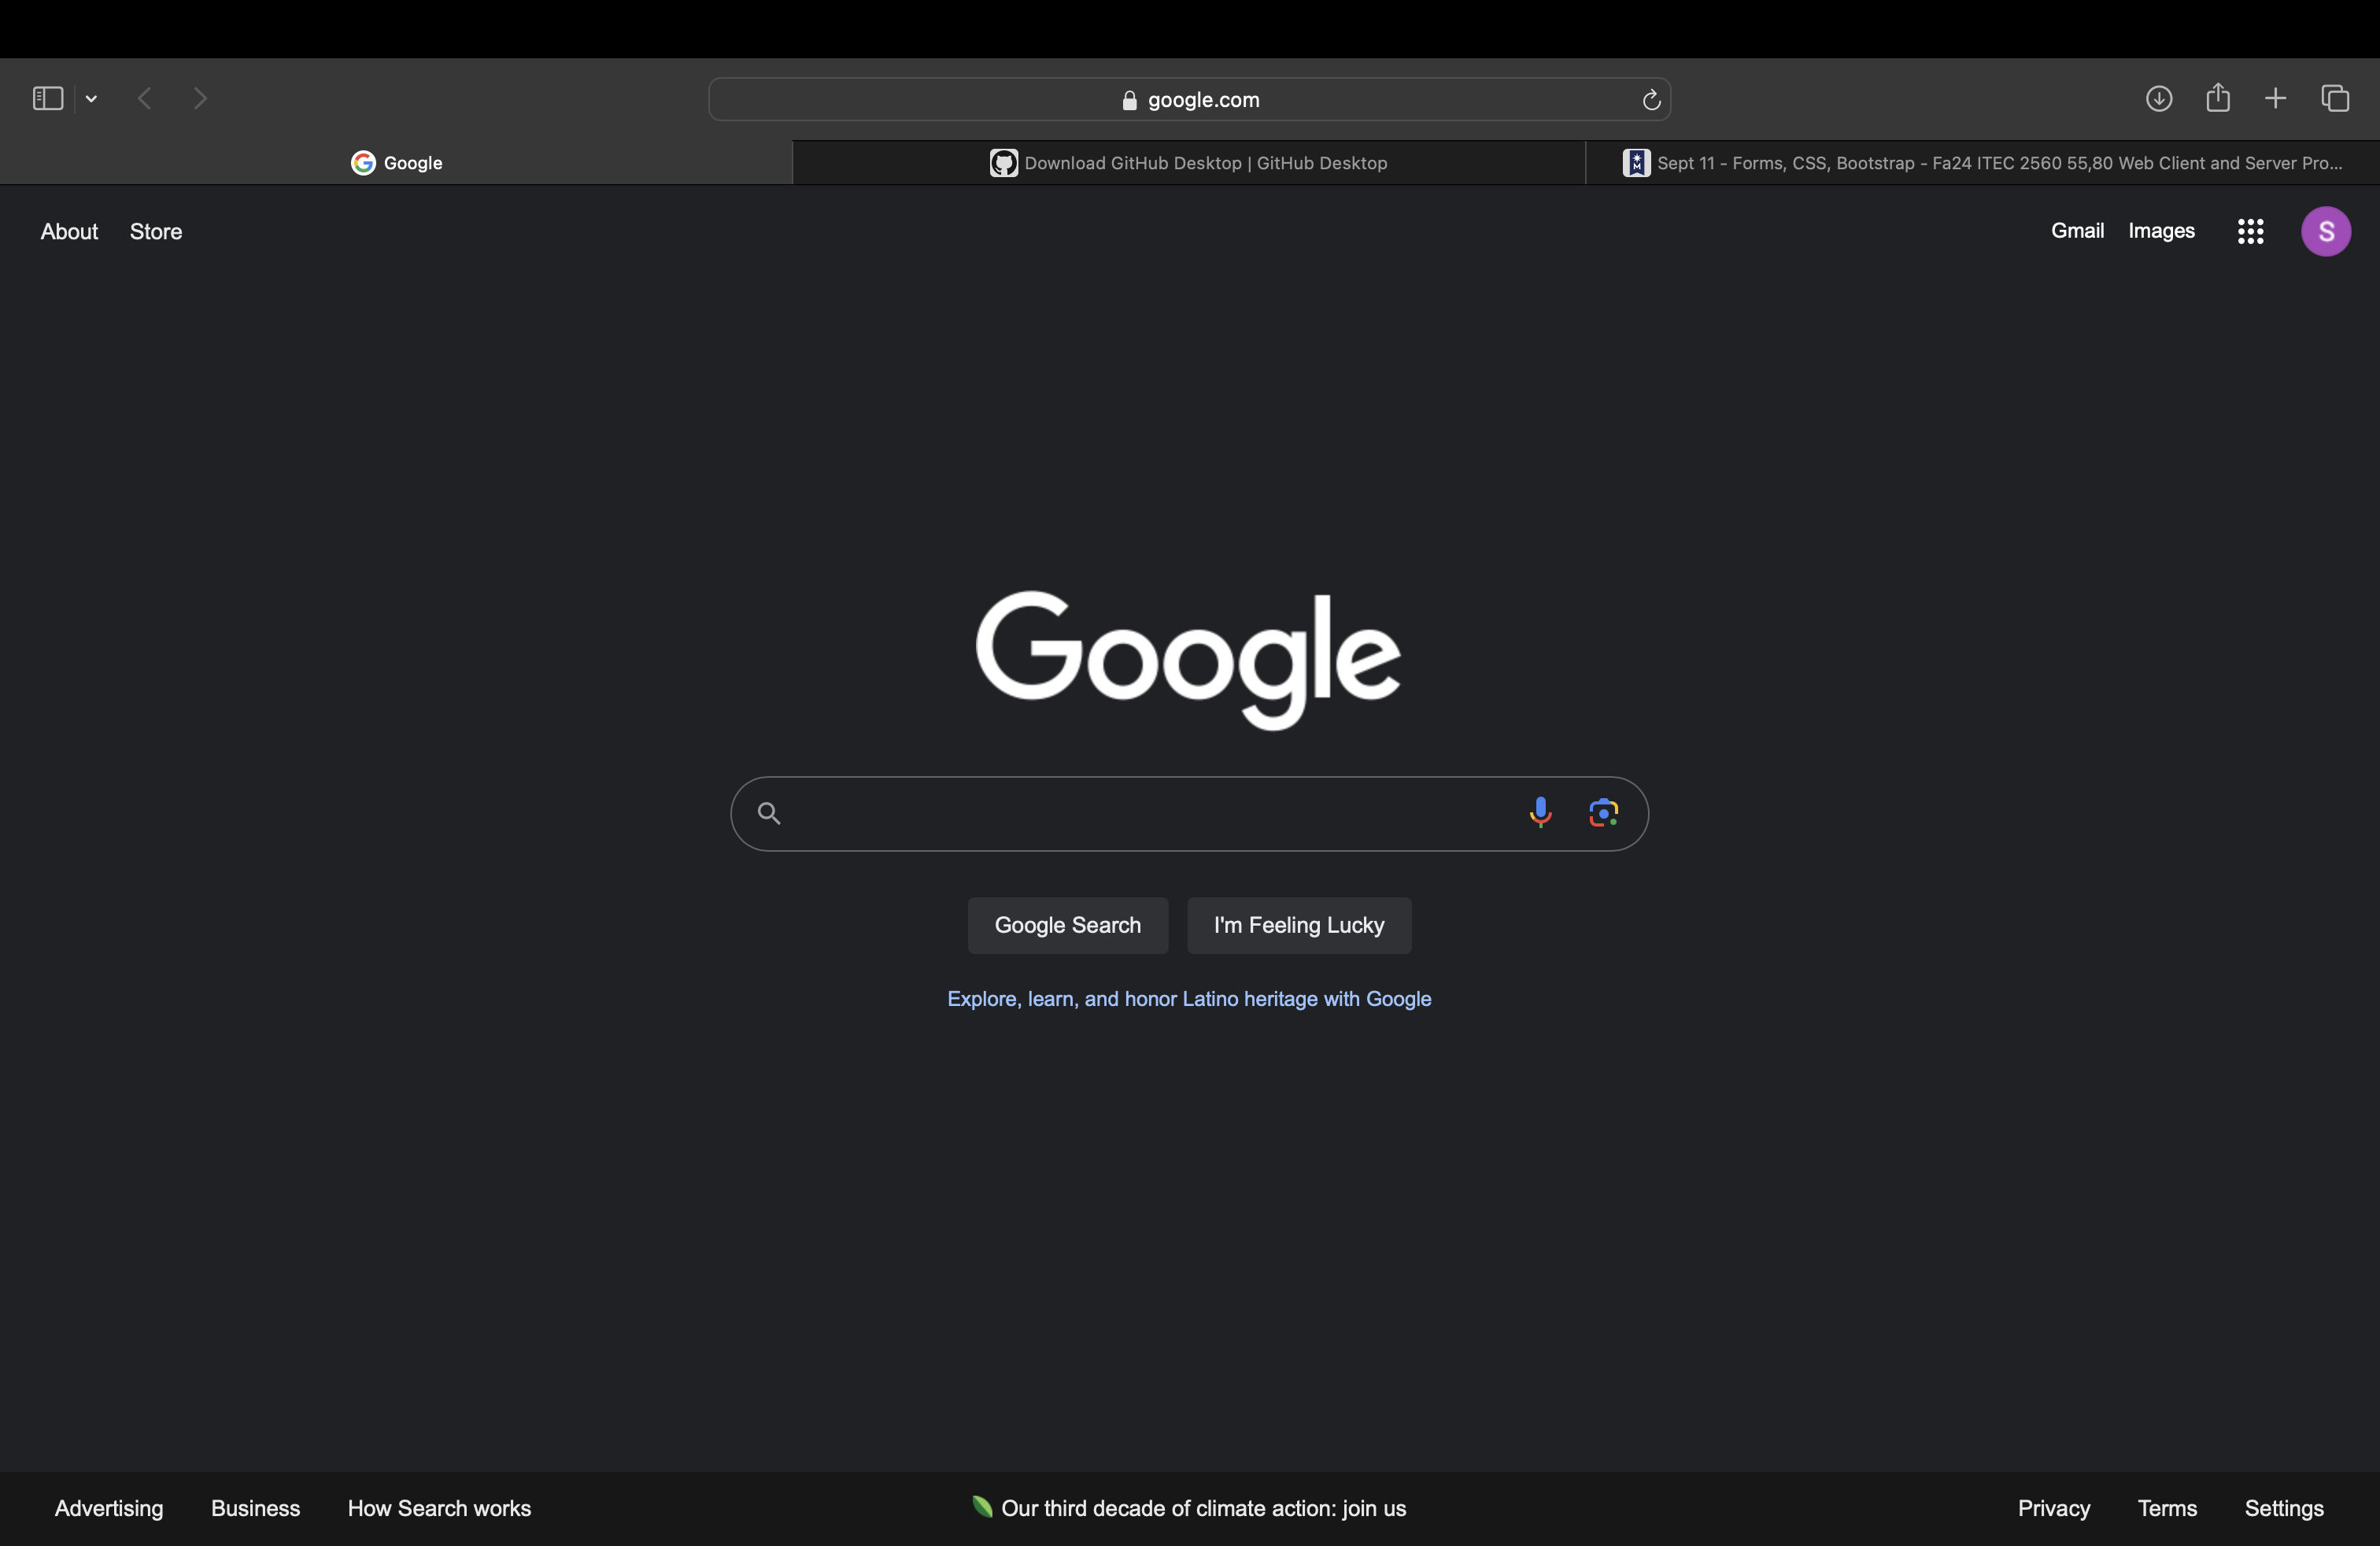 google.com
Google
Download GitHub Desktop | GitHub Desktop
Sept 11 - Forms, CSS, Bootstrap - Fa24 ITEC 2560 55,80 Web Client and Server Pro...
About Store
Gmail Images
S
Google
Google Search
I'm Feeling Lucky
Explore, learn, and honor Latino heritage with Google
Advertising Business How Search works
Our third decade of climate action: join us
Privacy Terms Settings